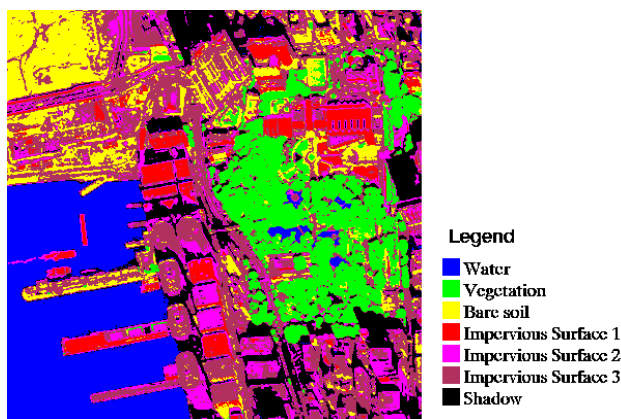 Legend
Water
Vegetation
Bare soil
Impervious Surface 1
Impervious Surface 2
Impervious Surface 3
Shadow